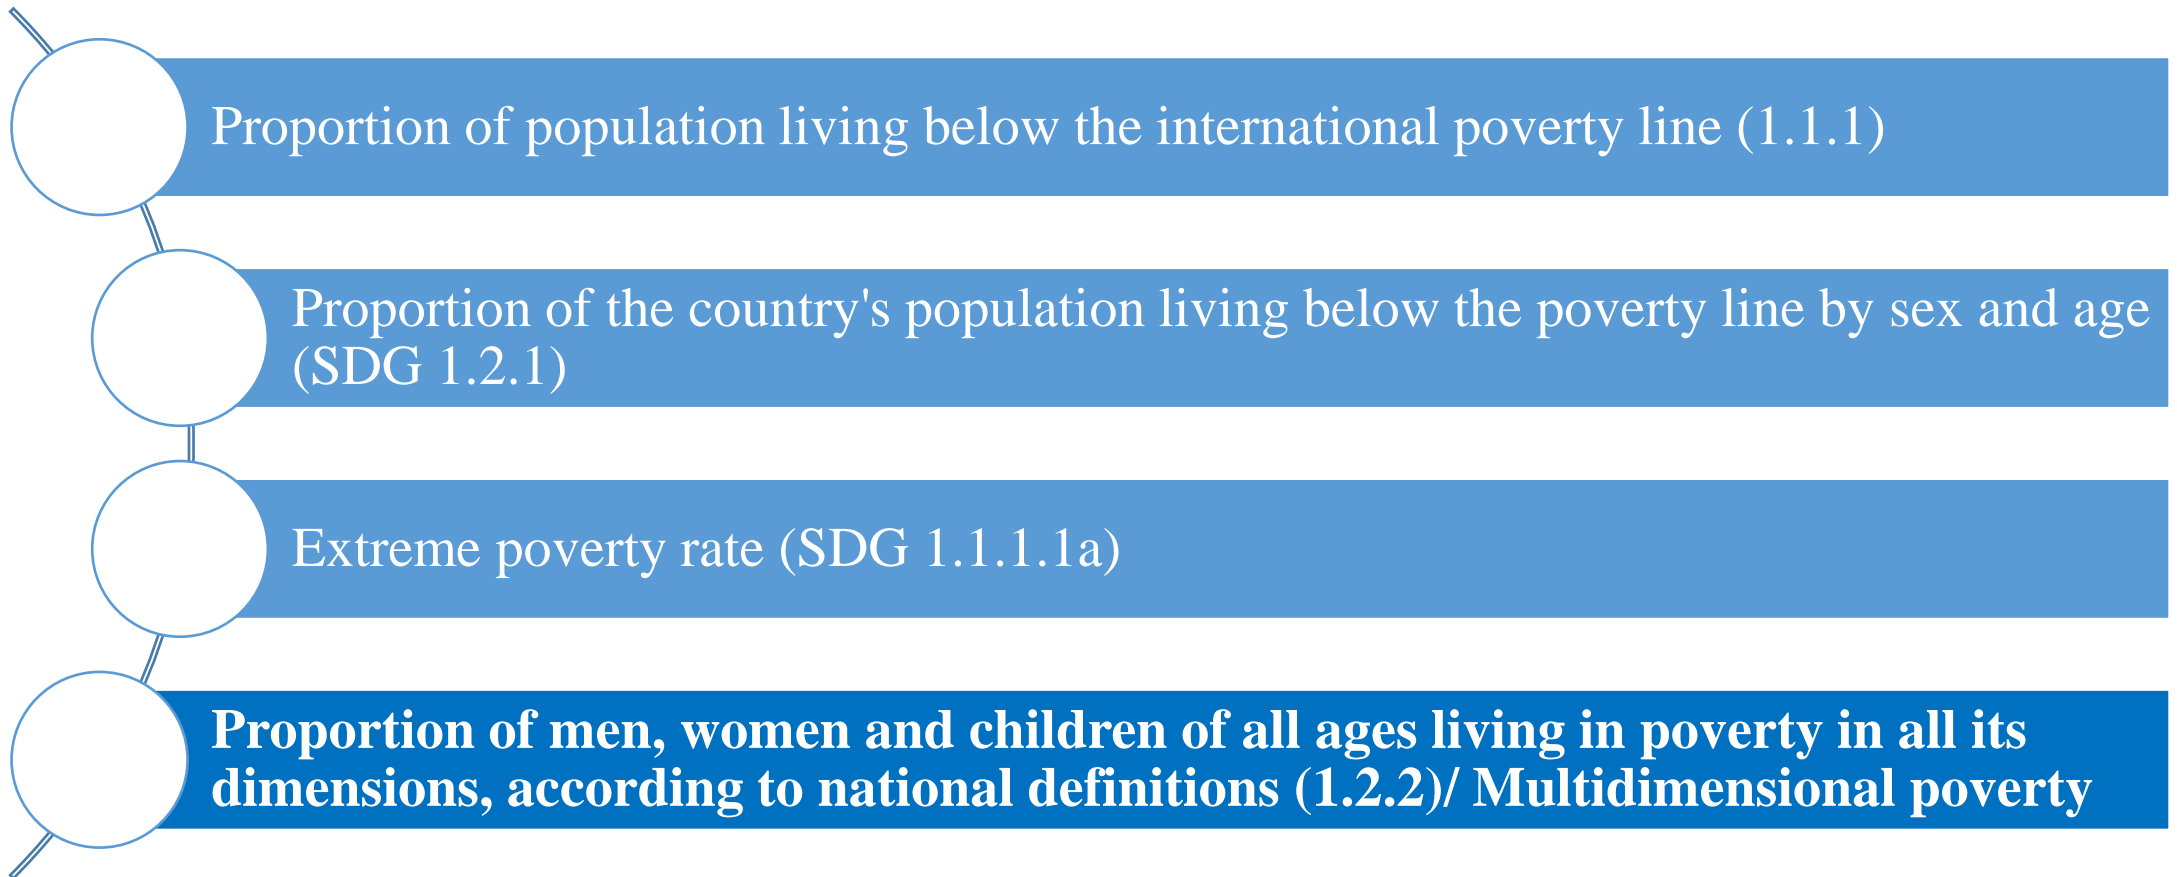 Proportion of population living below the international poverty line (1.1.1)
Proportion of the country's population living below the poverty line by sex and age
(SDG 1.2.1)
Extreme poverty rate (SDG 1.1.1.1a)
Proportion of men, women and children of all ages living in poverty in all its
dimensions, according to national definitions (1.2.2)/ Multidimensional poverty